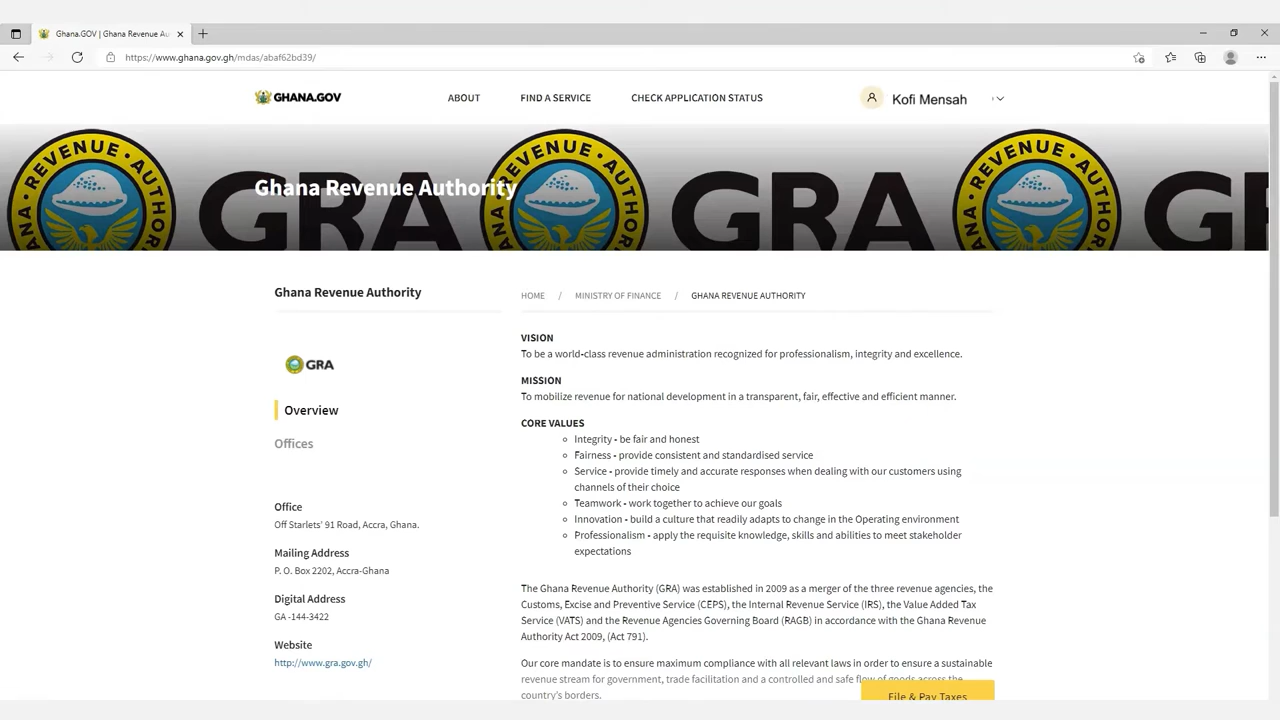 Ghana.GOV | Ghana Revenue Au
https://www.ghana.gov.gh/mdas/abaf62bd39/
GHANA.GOV
ABOUT
FIND A SERVICE
CHECK APPLICATION STATUS
Kofi Mensah
GHANA REVENUE AUTHORITY
GRA
GHANA REVENUE AUTHORITY
GRA
GHANA REVENUE AUTHORITY
GR
Ghana Revenue Authority
Ghana Revenue Authority
GRA
Overview
Offices
Office
Off Starlets' 91 Road, Accra, Ghana.
Mailing Address
P. O. Box 2202, Accra-Ghana
Digital Address
GA -144-3422
Website
http://www.gra.gov.gh/
HOME / MINISTRY OF FINANCE / GHANA REVENUE AUTHORITY
VISION
To be a world-class revenue administration recognized for professionalism, integrity and excellence.
MISSION
To mobilize revenue for national development in a transparent, fair, effective and efficient manner.
CORE VALUES
Integrity - be fair and honest
Fairness - provide consistent and standardised service
Service - provide timely and accurate responses when dealing with our customers using
channels of their choice
Teamwork - work together to achieve our goals
Innovation - build a culture that readily adapts to change in the Operating environment
Professionalism - apply the requisite knowledge, skills and abilities to meet stakeholder
expectations
The Ghana Revenue Authority (GRA) was established in 2009 as a merger of the three revenue agencies, the
Customs, Excise and Preventive Service (CEPS), the Internal Revenue Service (IRS), the Value Added Tax
Service (VATS) and the Revenue Agencies Governing Board (RAGB) in accordance with the Ghana Revenue
Authority Act 2009, (Act 791).
Our core mandate is to ensure maximum compliance with all relevant laws in order to ensure a sustainable
revenue stream for government, trade facilitation and a controlled and safe flow of goods across the
country's borders.
File & Pay Taxes